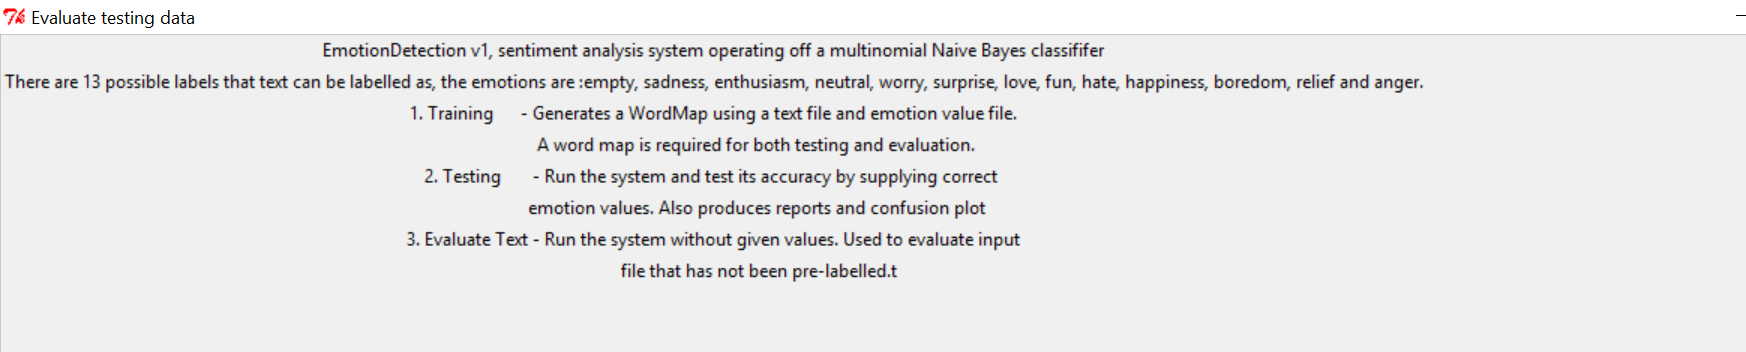 Evaluate testing data
EmotionDetection v1, sentiment analysis system operating off a multinomial Naive Bayes classififer
There are 13 possible labels that text can be labelled as, the emotions are :empty, sadness, enthusiasm, neutral, worry, surprise, love, fun, hate, happiness, boredom, relief and anger.
1. Training - Generates a WordMap using a text file and emotion value file.
A word map is required for both testing and evaluation.
2. Testing - Run the system and test its accuracy by supplying correct
emotion values. Also produces reports and confusion plot
3. Evaluate Text - Run the system without given values. Used to evaluate input
file that has not been pre-labelled.t